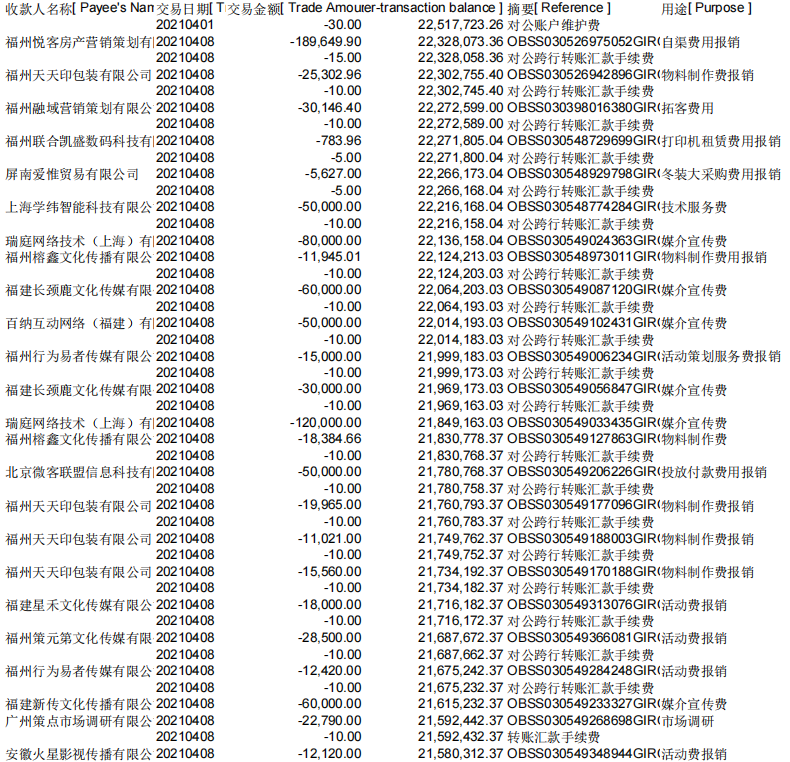 收款人名称[ Payee's Nam 交易日期[ T 交易金额[ Trade Amouer-transaction balance ] 摘要[ Reference ] 用途[ Purpose ]
20210401 -30.00 22,517,723.26 对公账户维护费
福州悦客房产营销策划有 20210408 -189,649.90 22,328,073.36 OBSS030526975052GIR 自渠费用报销
20210408 -15.00 22,328,058.36 对公跨行转账汇款手续费
福州天天印包装有限公司 20210408 -25,302.96 22,302,755.40 OBSS030526942896GIR 物料制作费报销
20210408 -10.00 22,302,745.40 对公跨行转账汇款手续费
福州融域营销策划有限公 20210408 -30,146.40 22,272,599.00 OBSS030398016380GIR 拓客费用
20210408 -10.00 22,272,589.00 对公跨行转账汇款手续费
福州联合凯盛数码科技有 20210408 -783.96 22,271,805.04 OBSS030548729699GIR 打印机租赁费用报销
20210408 -5.00 22,271,800.04 对公跨行转账汇款手续费
屏南爱惟贸易有限公司 20210408 -5,627.00 22,266,173.04 OBSS030548929798GIR 冬装大采购费用报销
20210408 -5.00 22,266,168.04 对公跨行转账汇款手续费
上海学纬智能科技有限公 20210408 -50,000.00 22,216,168.04 OBSS030548774284GIR 技术服务费
20210408 -10.00 22,216,158.04 对公跨行转账汇款手续费
瑞庭网络技术（上海）有 20210408 -80,000.00 22,136,158.04 OBSS030549024363GIR 媒介宣传费
福州榕鑫文化传播有限公 20210408 -11,945.01 22,124,213.03 OBSS030548973011GIR 物料制作费用报销
20210408 -10.00 22,124,203.03 对公跨行转账汇款手续费
福建长颈鹿文化传媒有限 20210408 -60,000.00 22,064,203.03 OBSS030549087120GIR 媒介宣传费
20210408 -10.00 22,064,193.03 对公跨行转账汇款手续费
百纳互动网络（福建）有 20210408 -50,000.00 22,014,193.03 OBSS030549102431GIR 媒介宣传费
20210408 -10.00 22,014,183.03 对公跨行转账汇款手续费
福州行为易者传媒有限公 20210408 -15,000.00 21,999,183.03 OBSS030549006234GIR 活动策划服务费报销
20210408 -10.00 21,999,173.03 对公跨行转账汇款手续费
福建长颈鹿文化传媒有限 20210408 -30,000.00 21,969,173.03 OBSS030549056847GIR 媒介宣传费
20210408 -10.00 21,969,163.03 对公跨行转账汇款手续费
瑞庭网络技术（上海）有 20210408 -120,000.00 21,849,163.03 OBSS030549033435GIR 媒介宣传费
福州榕鑫文化传播有限公 20210408 -18,384.66 21,830,778.37 OBSS030549127863GIR 物料制作费
20210408 -10.00 21,830,768.37 对公跨行转账汇款手续费
北京微客联盟信息科技有 20210408 -50,000.00 21,780,768.37 OBSS030549206226GIR 投放付款费用报销
20210408 -10.00 21,780,758.37 对公跨行转账汇款手续费
福州天天印包装有限公司 20210408 -19,965.00 21,760,793.37 OBSS030549177096GIR 物料制作费报销
20210408 -10.00 21,760,783.37 对公跨行转账汇款手续费
福州天天印包装有限公司 20210408 -11,021.00 21,749,762.37 OBSS030549188003GIR 物料制作费报销
20210408 -10.00 21,749,752.37 对公跨行转账汇款手续费
福州天天印包装有限公司 20210408 -15,560.00 21,734,192.37 OBSS030549170188GIR 物料制作费报销
20210408 -10.00 21,734,182.37 对公跨行转账汇款手续费
福建星禾文化传媒有限公 20210408 -18,000.00 21,716,182.37 OBSS030549313076GIR 活动费报销
20210408 -10.00 21,716,172.37 对公跨行转账汇款手续费
福州策元第文化传媒有限 20210408 -28,500.00 21,687,672.37 OBSS030549366081GIR 活动费报销
20210408 -10.00 21,687,662.37 对公跨行转账汇款手续费
福州行为易者传媒有限公 20210408 -12,420.00 21,675,242.37 OBSS030549284248GIR 活动费报销
20210408 -10.00 21,675,232.37 对公跨行转账汇款手续费
福建新传文化传播有限公 20210408 -60,000.00 21,615,232.37 OBSS030549233327GIR 媒介宣传费
广州策点市场调研有限公 20210408 -22,790.00 21,592,442.37 OBSS030549268698GIR 市场调研
20210408 -10.00 21,592,432.37 转账汇款手续费
安徽火星影视传播有限公 20210408 -12,120.00 21,580,312.37 OBSS030549348944GIR 活动费报销